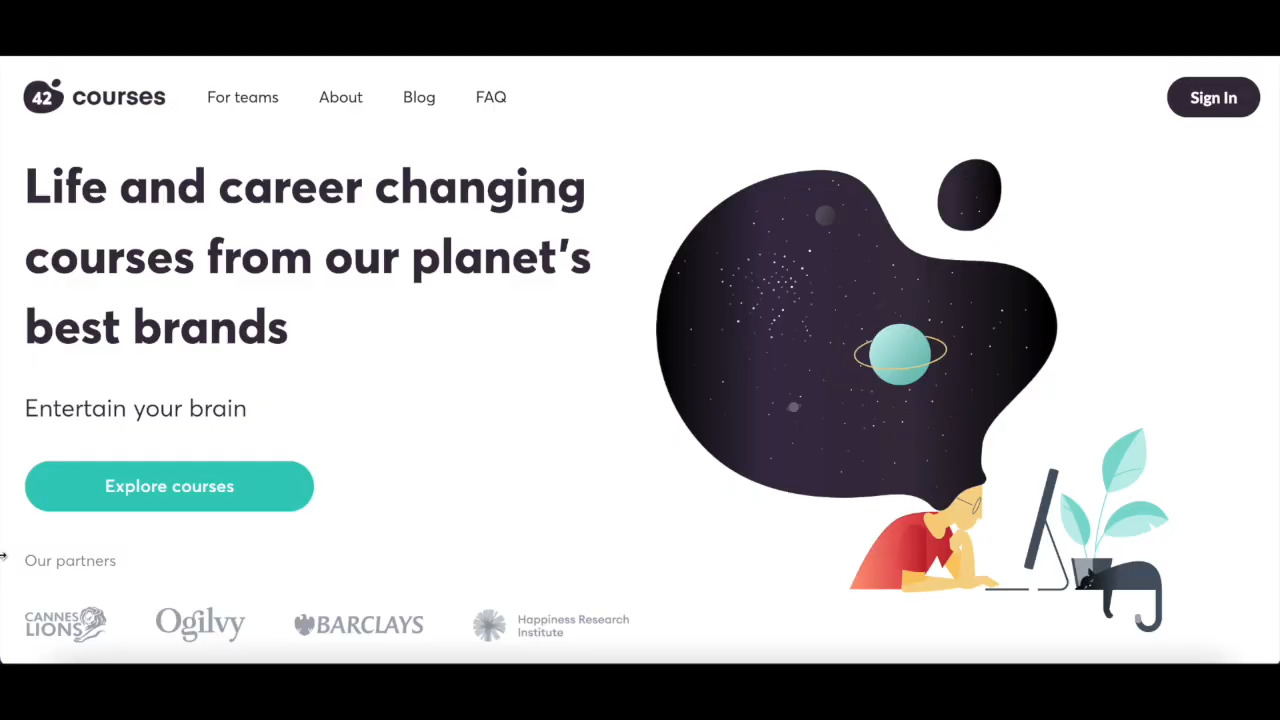 42 courses
For teams
About
Blog
FAQ
Sign In
Life and career changing
courses from our planet's
best brands
Entertain your brain
Explore courses
Our partners
CANNES
LIONS
Ogilvy
BARCLAYS
Happiness Research
Institute